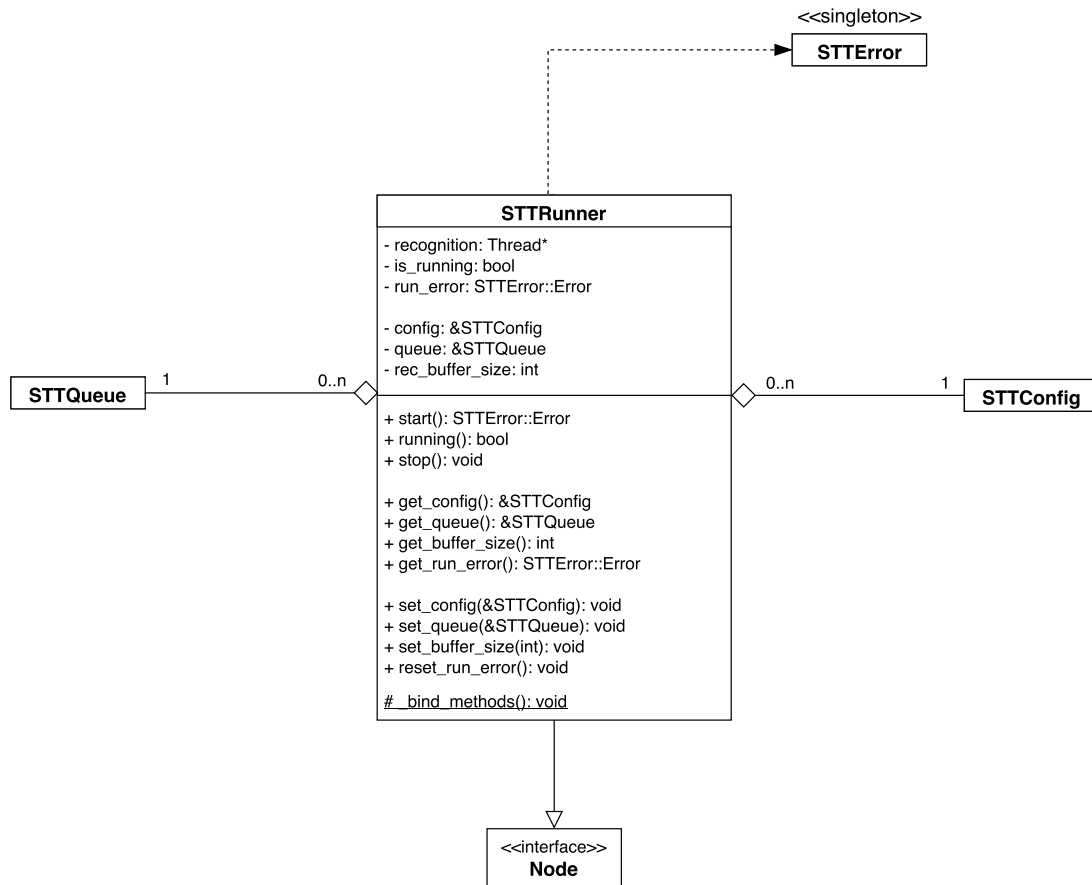 <<singleton>>
STTError
STTRunner
- recognition: Thread*
- is_running: bool
- run_error: STTError::Error
- config: &STTConfig
- queue: &STTQueue
- rec_buffer_size: int
1
0..n
STTQueue
0..n
1
STTConfig
+ start(): STTError::Error
+ running(): bool
+ stop(): void
+ get_config(): &STTConfig
+ get_queue(): &STTQueue
+ get_buffer_size(): int
+ get_run_error(): STTError::Error
+ set_config(&STTConfig): void
+ set_queue(&STTQueue): void
+ set_buffer_size(int): void
+ reset_run_error(): void
# _bind_methods(): void
<<interface>>
Node